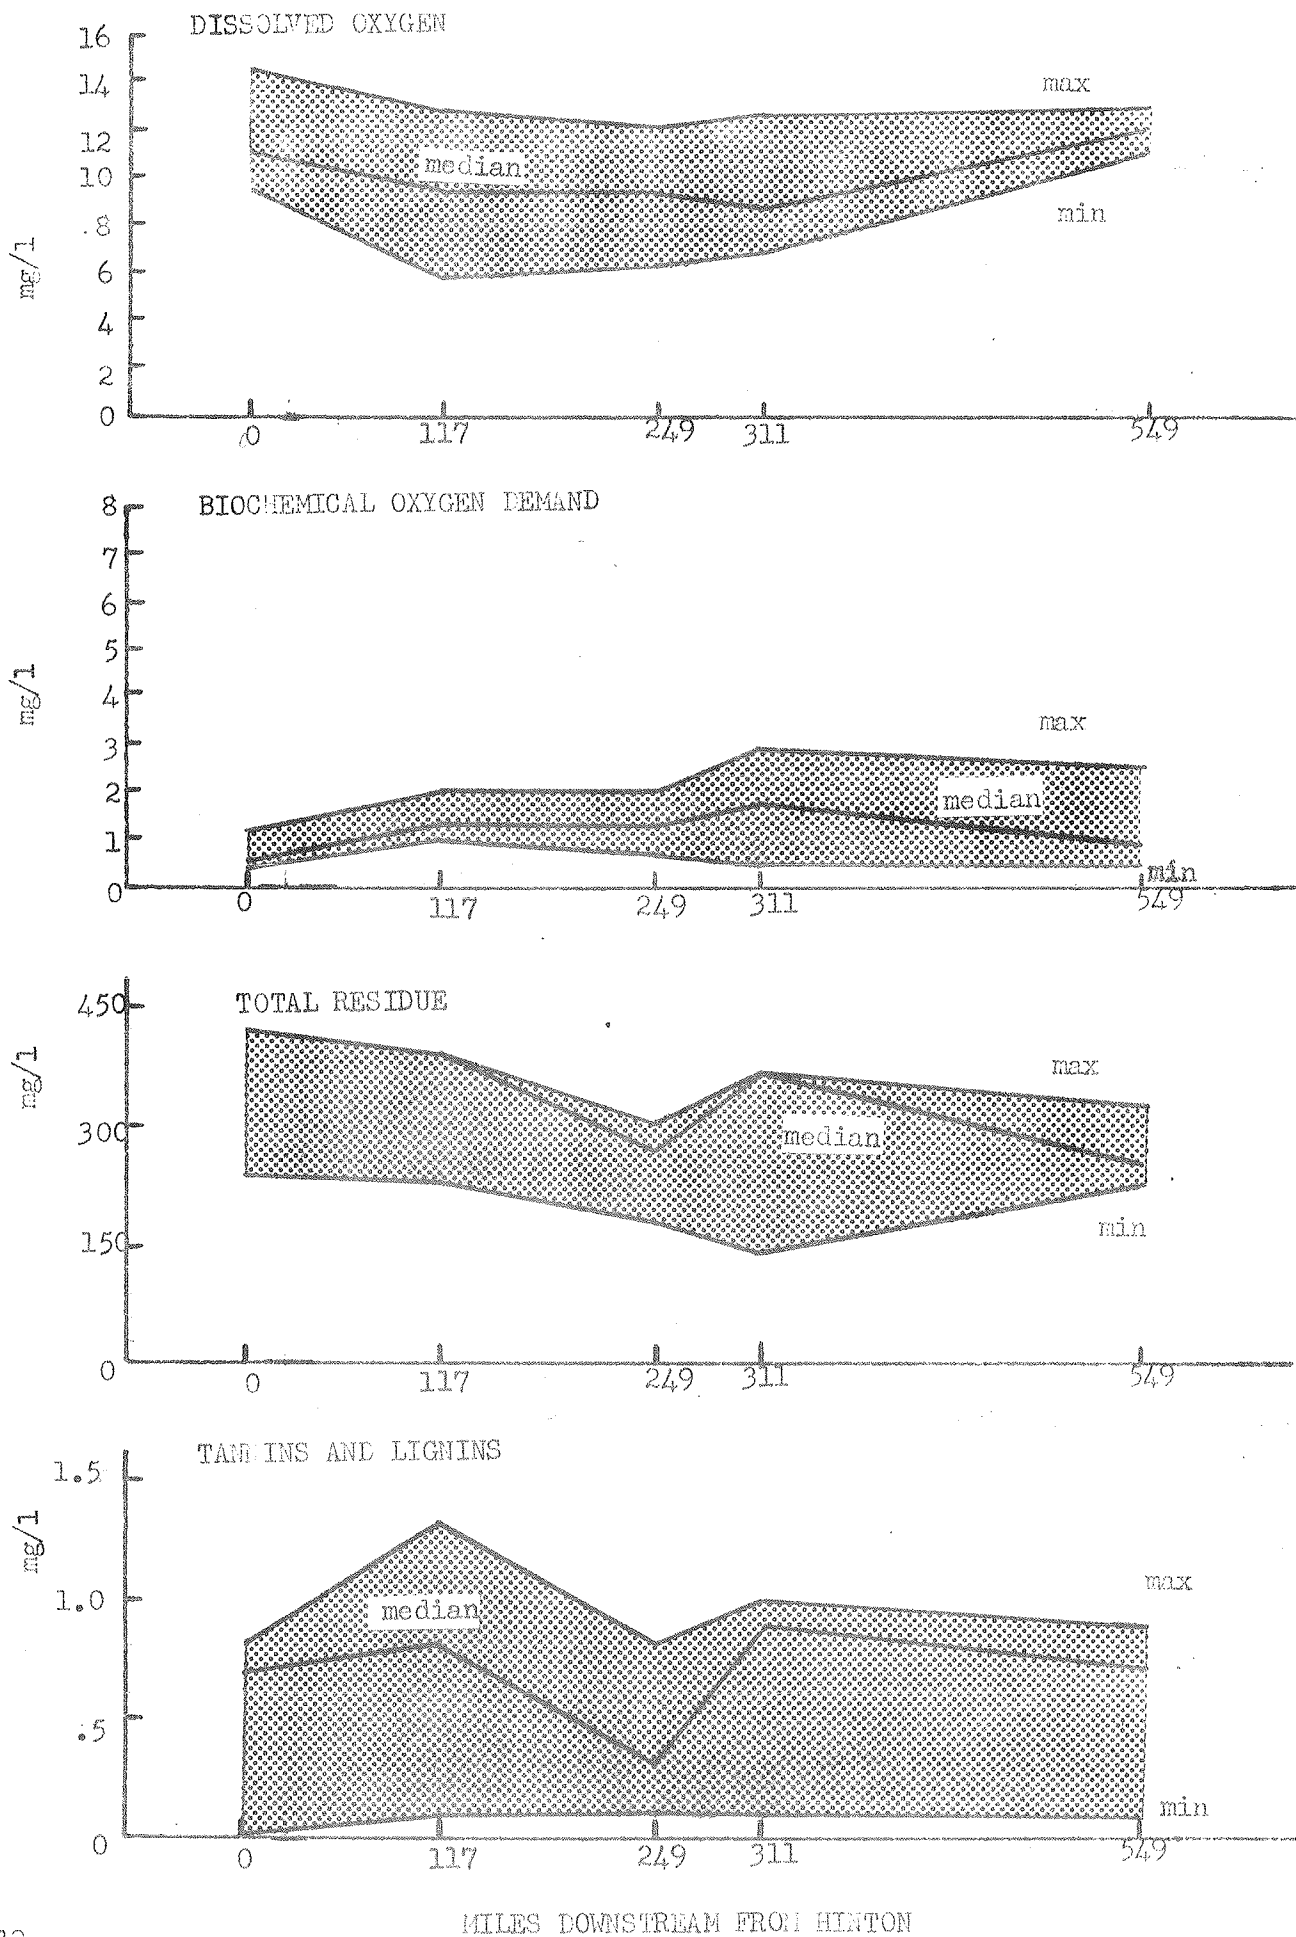 DISSOLVED OXYGEN
16
14
12
10
8
6
4
2
0
mg/l
max
median
min
0 117 249 311 549
BIOCHEMICAL OXYGEN DEMAND
8
7
6
5
4
3
2
1
0
mg/l
max
median
min
0 117 249 311 549
TOTAL RESIDUE
450
300
150
0
mg/l
max
median
min
0 117 249 311 549
TANNINS AND LIGNINS
1.5
1.0
.5
0
mg/l
max
median
min
0 117 249 311 549
MILES DOWNSTREAM FROM HINTON